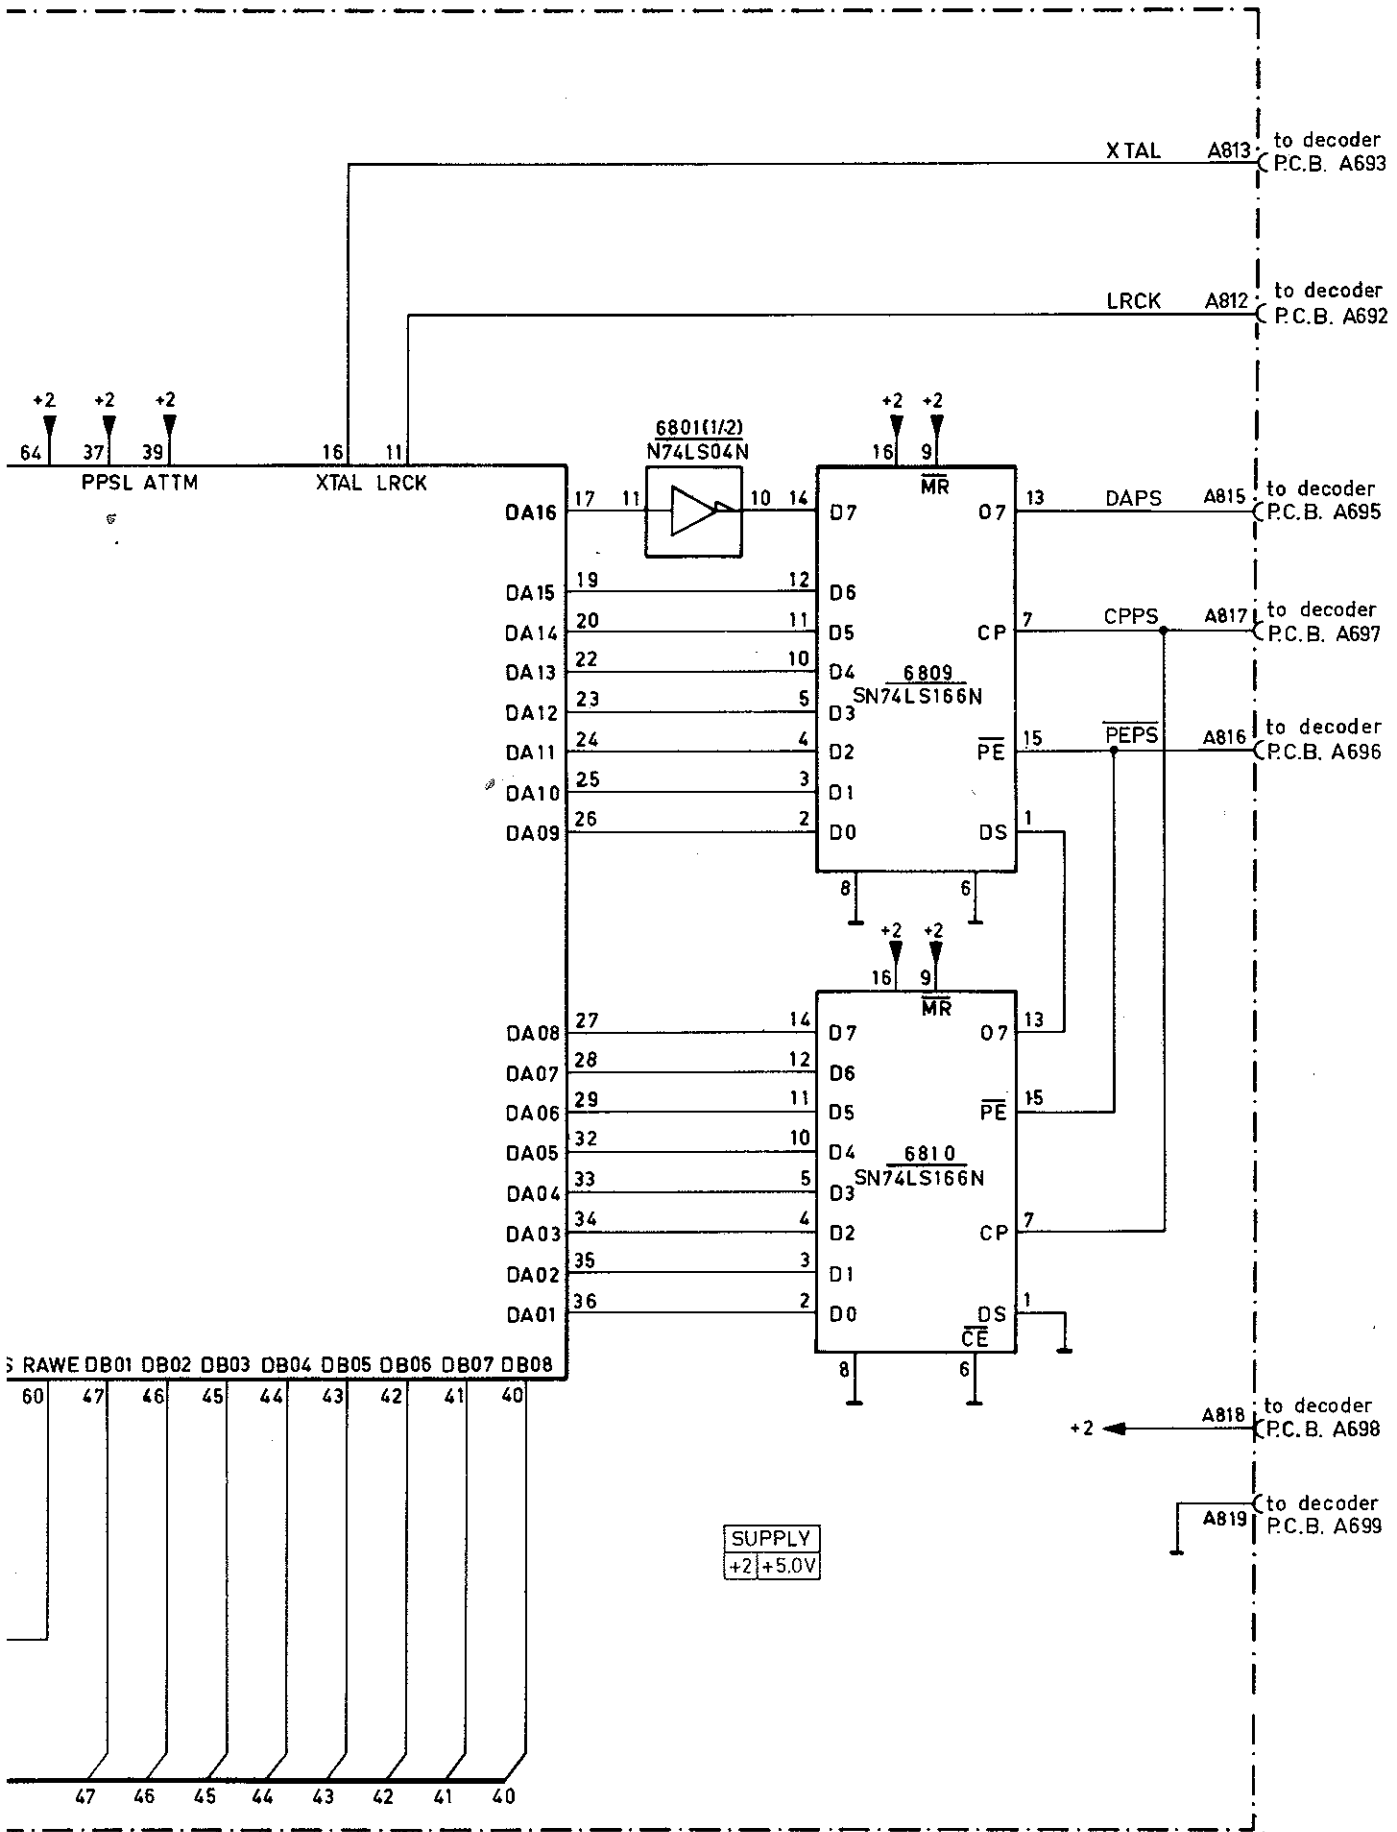 XTAL A813 to decoder
P.C.B. A693
LRCK A812 to decoder
P.C.B. A692
+2 +2 +2
64 37 39 16 11
PPSL ATTM XTAL LRCK
6801(1/2)
N74LS04N
+2 +2
16 9
MR
DA16 17 11 10 14 D7 O7 13 DAPS A815 to decoder
P.C.B. A695
DA15 19 12 D6
DA14 20 11 D5 CP 7 CPPS A817 to decoder
P.C.B. A697
DA13 22 10 D4
6809
SN74LS166N
DA12 23 5 D3
DA11 24 4 D2 PE 15 PEPS A816 to decoder
P.C.B. A696
DA10 25 3 D1
DA09 26 2 D0 DS 1
8 6
+2 +2
16 9
MR
DA08 27 14 D7 O7 13
DA07 28 12 D6
DA06 29 11 D5 PE 15
DA05 32 10 D4
6810
SN74LS166N
DA04 33 5 D3
DA03 34 4 D2 CP 7
DA02 35 3 D1
DA01 36 2 D0 DS 1
CE
8 6
S RAWE DB01 DB02 DB03 DB04 DB05 DB06 DB07 DB08
60 47 46 45 44 43 42 41 40
+2 A818 to decoder
P.C.B. A698
A819 to decoder
P.C.B. A699
SUPPLY
+2 +5.0V
47 46 45 44 43 42 41 40